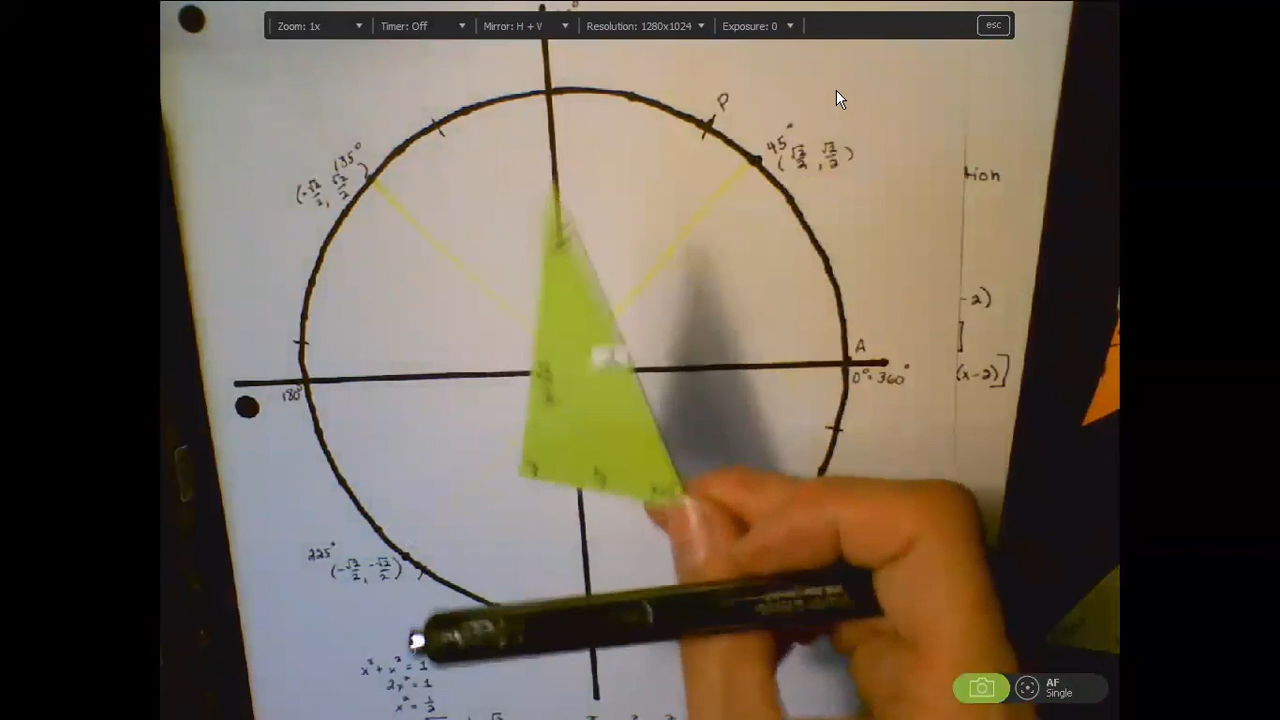 Zoom: 1x
Timer: Off
Mirror: H + V
Resolution: 1280x1024
Exposure: 0
esc
P
45°
(√2/2, √2/2)
135°
(-√2/2, √2/2)
tion
-2)
]
A
(x-2)]
0°=360°
180°
225°
(-√2/2, -√2/2)
x² + x² = 1
2x² = 1
x² = 1/2
AF
Single